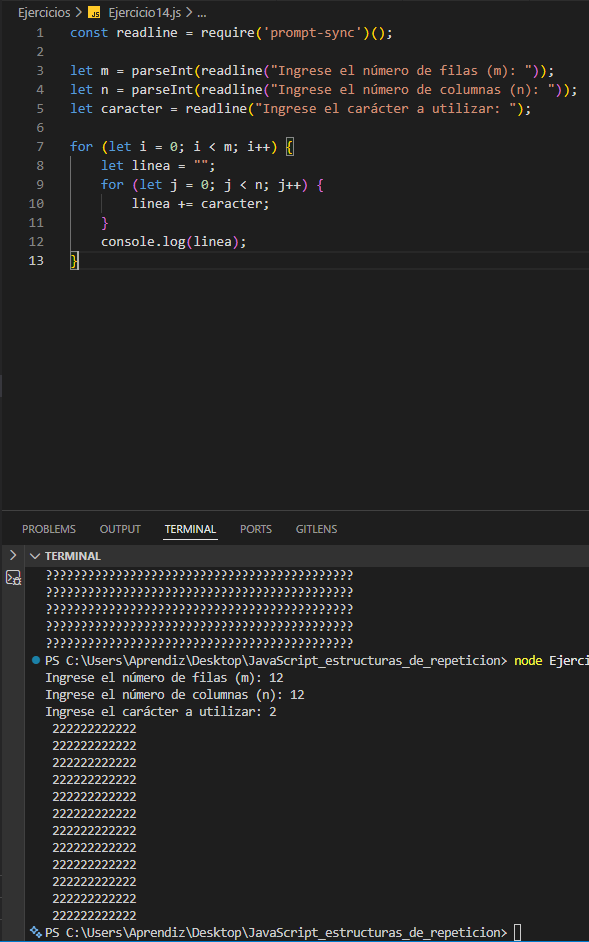 Ejercicios > JS Ejercicio14.js > ...
1 const readline = require('prompt-sync')();
2
3 let m = parseInt(readline("Ingrese el número de filas (m): "));
4 let n = parseInt(readline("Ingrese el número de columnas (n): "));
5 let caracter = readline("Ingrese el carácter a utilizar: ");
6
7 for (let i = 0; i < m; i++) {
8     let linea = "";
9     for (let j = 0; j < n; j++) {
10         linea += caracter;
11     }
12     console.log(linea);
13 }
PROBLEMS OUTPUT TERMINAL PORTS GITLENS
TERMINAL
????????????????????????????????????????????
????????????????????????????????????????????
????????????????????????????????????????????
????????????????????????????????????????????
????????????????????????????????????????????
PS C:\Users\Aprendiz\Desktop\JavaScript_estructuras_de_repeticion> node Ejerci
Ingrese el número de filas (m): 12
Ingrese el número de columnas (n): 12
Ingrese el carácter a utilizar: 2
222222222222
222222222222
222222222222
222222222222
222222222222
222222222222
222222222222
222222222222
222222222222
222222222222
222222222222
222222222222
PS C:\Users\Aprendiz\Desktop\JavaScript_estructuras_de_repeticion>